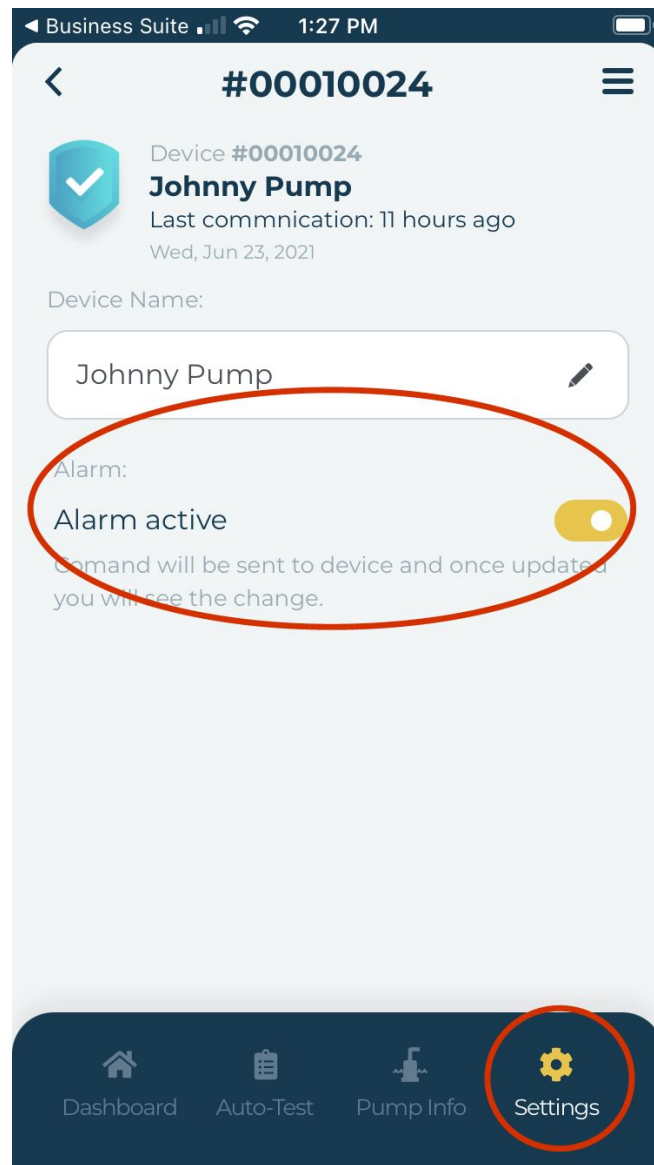 Business Suite 1:27 PM
#00010024
Device #00010024
Johnny Pump
Last commnication: 11 hours ago
Wed, Jun 23, 2021
Device Name:
Johnny Pump
Alarm:
Alarm active
Comand will be sent to device and once updated
you will see the change.
Dashboard Auto-Test Pump Info Settings